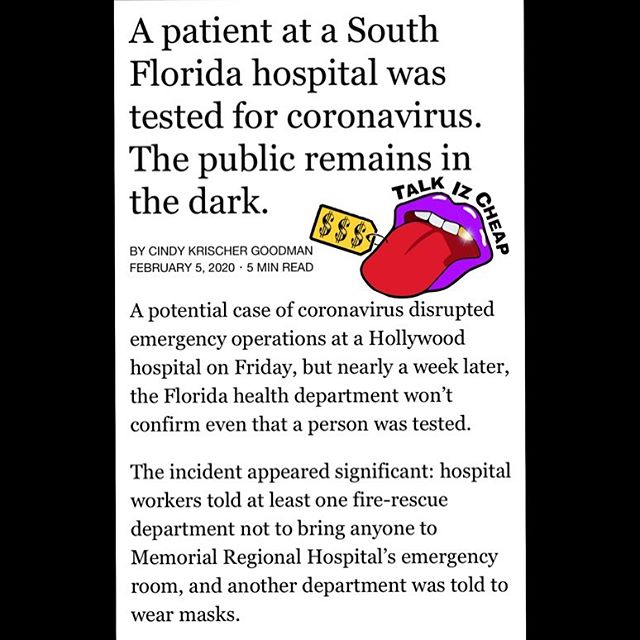 A patient at a South
Florida hospital was
tested for coronavirus.
The public remains in
the dark.
TALK IZ CHEAP
$$$
BY CINDY KRISCHER GOODMAN
FEBRUARY 5, 2020 · 5 MIN READ
A potential case of coronavirus disrupted
emergency operations at a Hollywood
hospital on Friday, but nearly a week later,
the Florida health department won’t
confirm even that a person was tested.
The incident appeared significant: hospital
workers told at least one fire-rescue
department not to bring anyone to
Memorial Regional Hospital’s emergency
room, and another department was told to
wear masks.